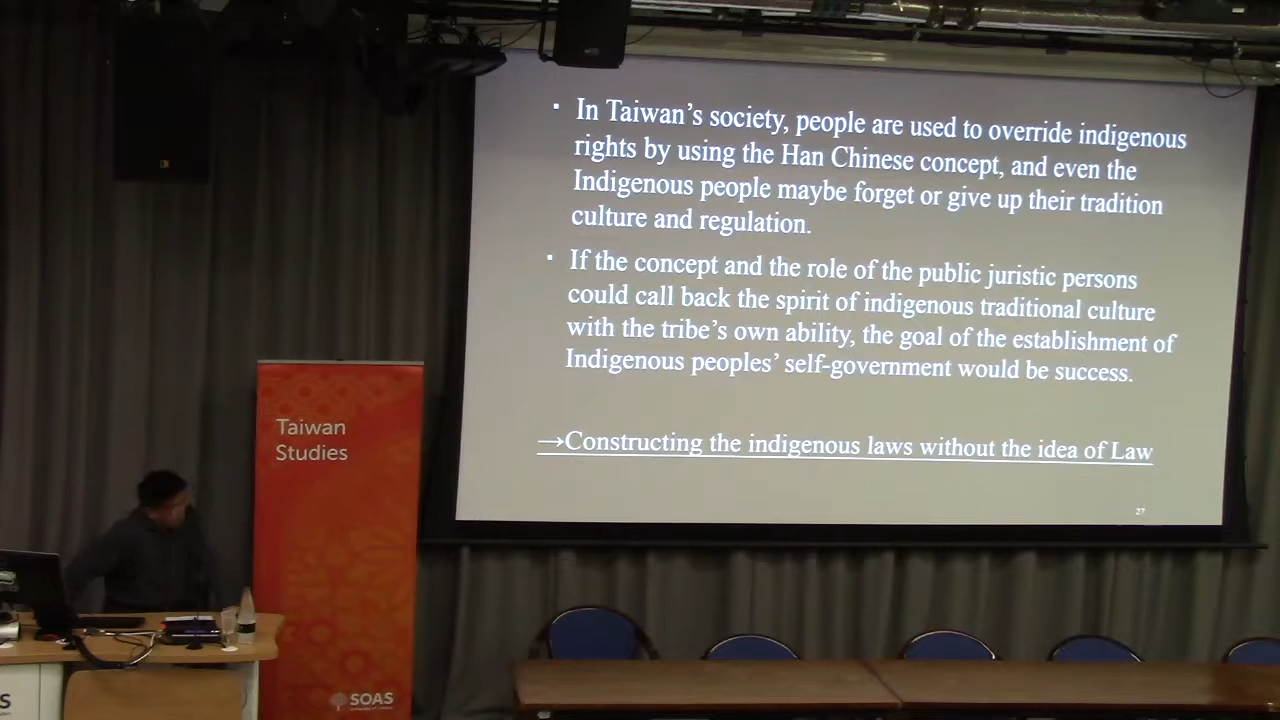 ▪ In Taiwan’s society, people are used to override indigenous
rights by using the Han Chinese concept, and even the
Indigenous people maybe forget or give up their tradition
culture and regulation.
▪ If the concept and the role of the public juristic persons
could call back the spirit of indigenous traditional culture
with the tribe’s own ability, the goal of the establishment of
Indigenous peoples’ self-government would be success.
→Constructing the indigenous laws without the idea of Law
27
Taiwan
Studies
SOAS